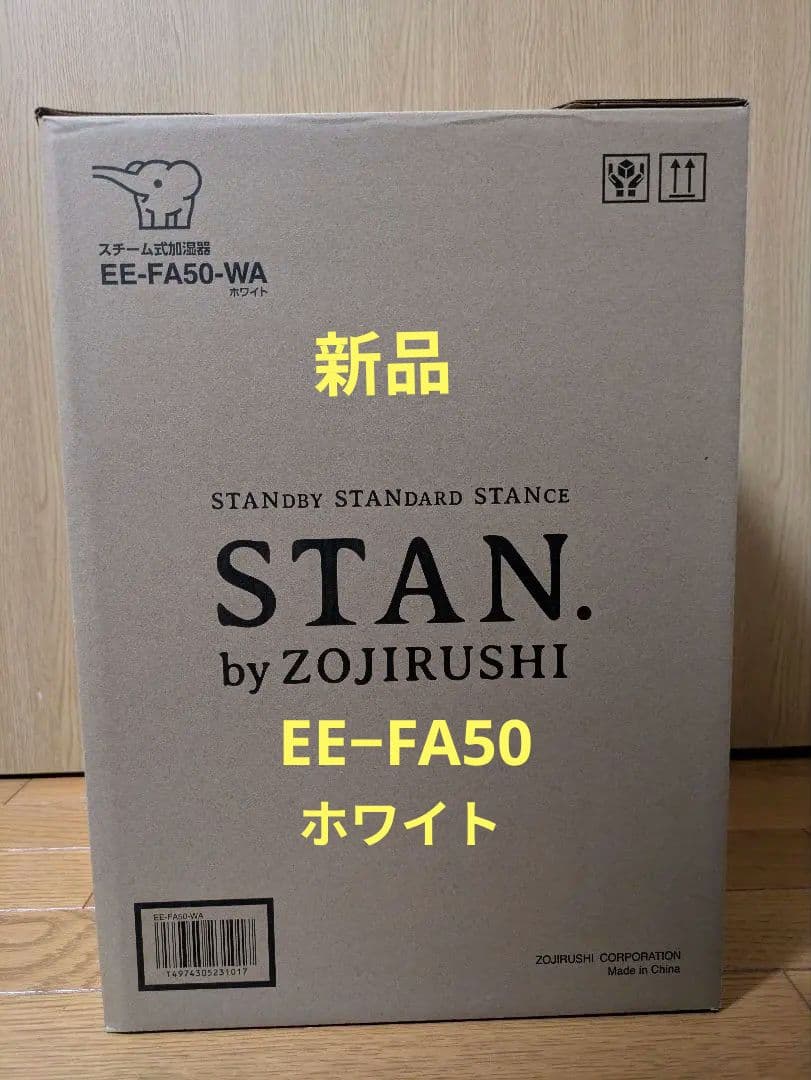 スチーム式加湿器
EE-FA50-WA
ホワイト
新品
STANDBY STANDARD STANCE
STAN.
by ZOJIRUSHI
EE−FA50
ホワイト
EE-FA50-WA
T4974305231017
ZOJIRUSHI CORPORATION
Made in China